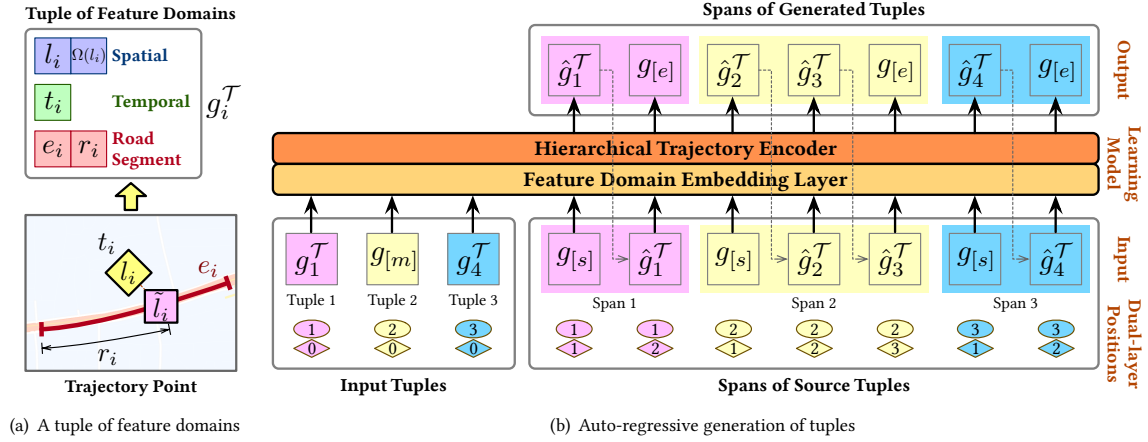 Tuple of Feature Domains
l_i Ω(l_i) Spatial
t_i Temporal
e_i r_i Road Segment
g_i^𝒯
t_i
l_i
e_i
l̃_i
r_i
Trajectory Point
(a) A tuple of feature domains
Spans of Generated Tuples
ĝ_1^𝒯 g_[e] ĝ_2^𝒯 ĝ_3^𝒯 g_[e] ĝ_4^𝒯 g_[e]
Output
Hierarchical Trajectory Encoder
Feature Domain Embedding Layer
Learning Model
g_1^𝒯 g_[m] g_4^𝒯 g_[s] ĝ_1^𝒯 g_[s] ĝ_2^𝒯 ĝ_3^𝒯 g_[s] ĝ_4^𝒯
Input
Tuple 1 Tuple 2 Tuple 3 Span 1 Span 2 Span 3
1 2 3 1 1 2 2 2 3 3
0 0 0 1 2 1 2 3 1 2
Dual-layer Positions
Input Tuples Spans of Source Tuples
(b) Auto-regressive generation of tuples